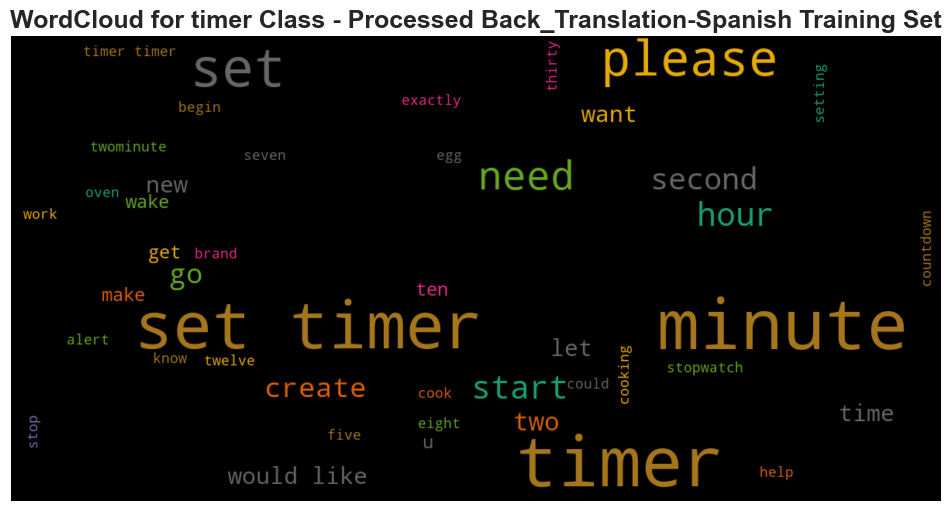 WordCloud for timer Class - Processed Back_Translation-Spanish Training Set
timer timer
set
please
thirty
setting
begin
exactly
want
twominute
seven
egg
need
second
new
oven
wake
work
hour
countdown
get
brand
go
make
ten
set timer
minute
alert
let
know
twelve
cooking
stopwatch
create
cook
start
could
two
time
stop
five
eight
u
timer
would like
help